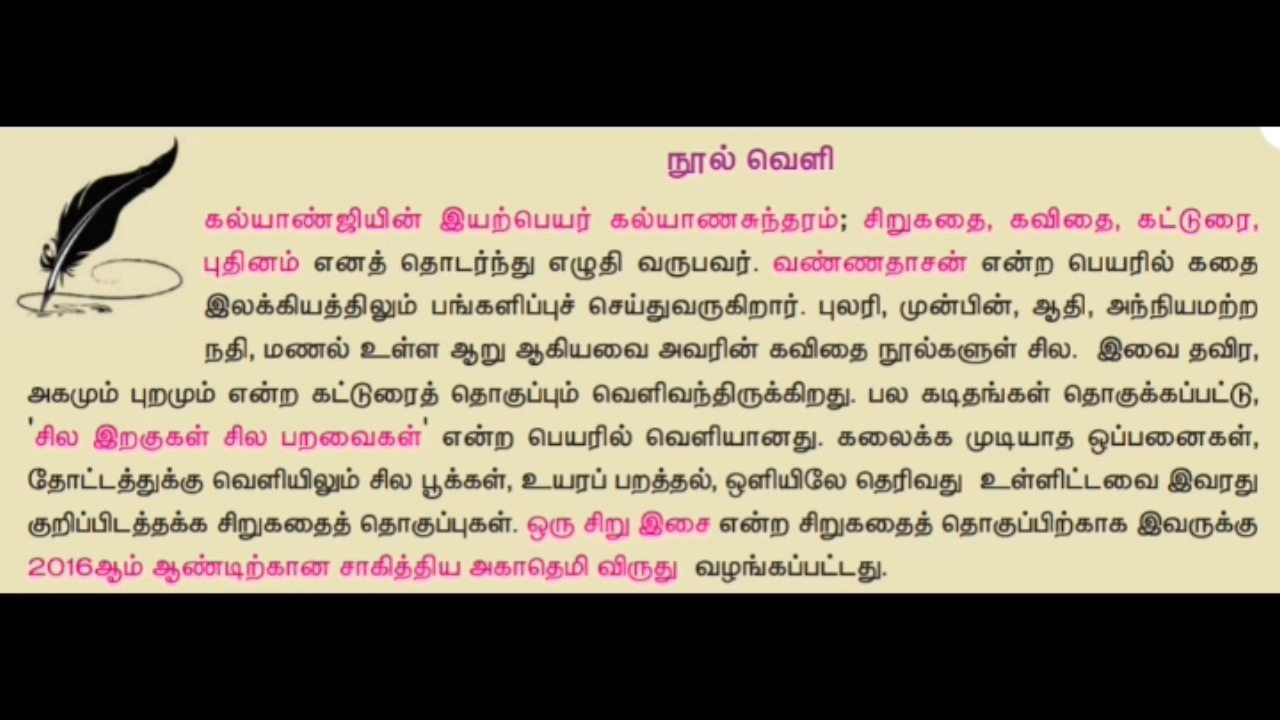 நூல் வெளி
கல்யாண்ஜியின் இயற்பெயர் கல்யாணசுந்தரம்; சிறுகதை, கவிதை, கட்டுரை,
புதினம் எனத் தொடர்ந்து எழுதி வருபவர். வண்ணதாசன் என்ற பெயரில் கதை
இலக்கியத்திலும் பங்களிப்புச் செய்துவருகிறார். புலரி, முன்பின், ஆதி, அந்நியமற்ற
நதி, மணல் உள்ள ஆறு ஆகியவை அவரின் கவிதை நூல்களுள் சில. இவை தவிர,
அகமும் புறமும் என்ற கட்டுரைத் தொகுப்பும் வெளிவந்திருக்கிறது. பல கடிதங்கள் தொகுக்கப்பட்டு,
'சில இறகுகள் சில பறவைகள்' என்ற பெயரில் வெளியானது. கலைக்க முடியாத ஒப்பனைகள்,
தோட்டத்துக்கு வெளியிலும் சில பூக்கள், உயரப் பறத்தல், ஒளியிலே தெரிவது உள்ளிட்டவை இவரது
குறிப்பிடத்தக்க சிறுகதைத் தொகுப்புகள். ஒரு சிறு இசை என்ற சிறுகதைத் தொகுப்பிற்காக இவருக்கு
2016ஆம் ஆண்டிற்கான சாகித்திய அகாதெமி விருது வழங்கப்பட்டது.